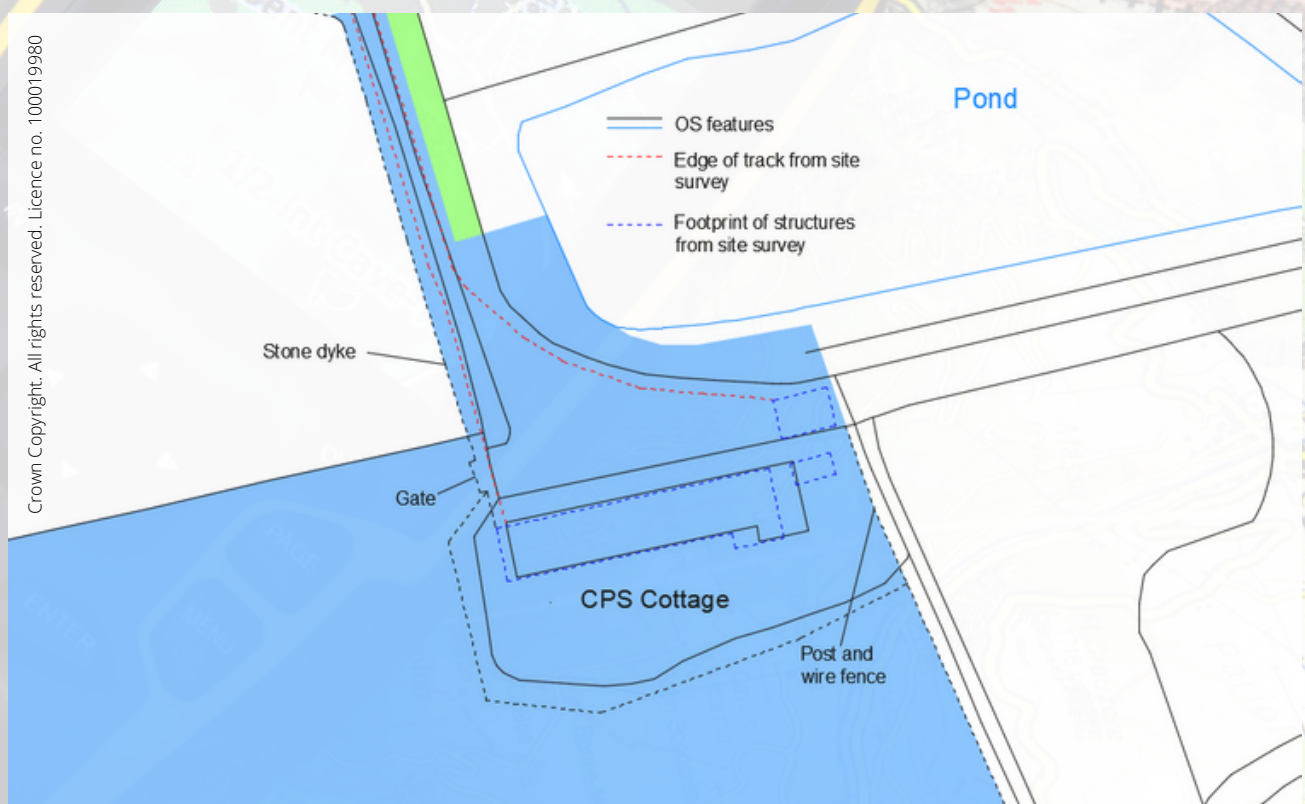 Crown Copyright. All rights reserved. Licence no. 100019980
Pond
OS features
Edge of track from site
survey
Footprint of structures
from site survey
Stone dyke
Gate
CPS Cottage
Post and
wire fence